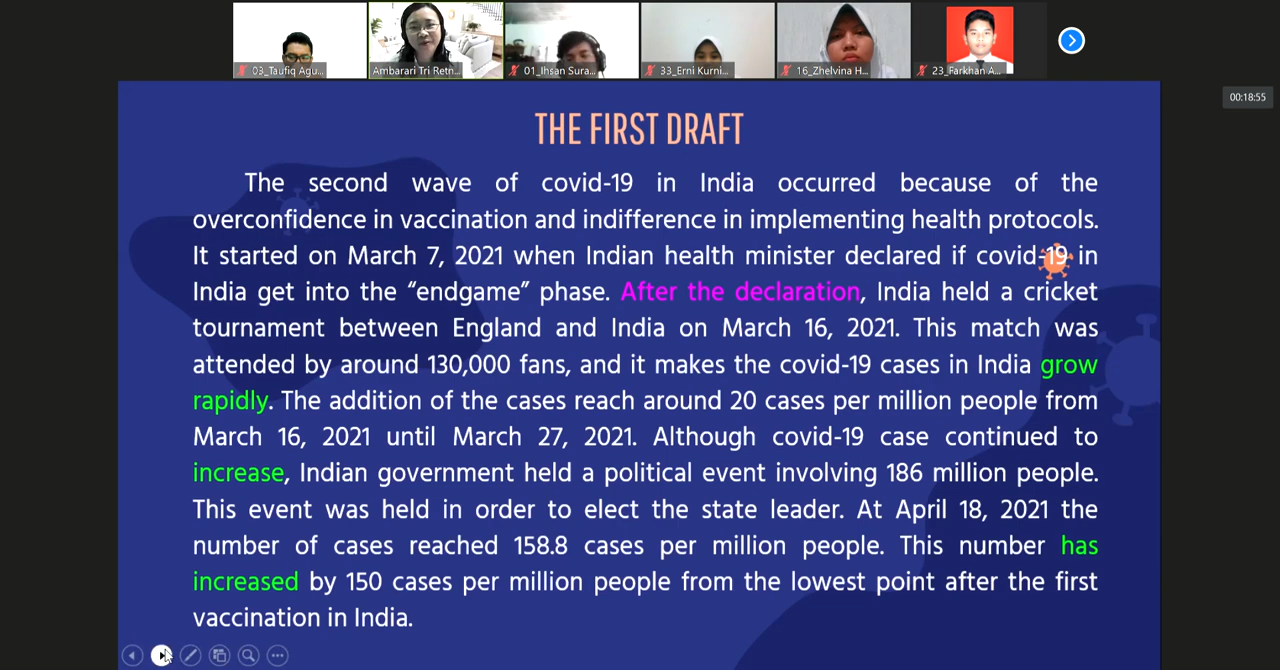 03_Taufiq Agu...
Ambarari Tri Retn...
01_Ihsan Sura...
33_Erni Kurni...
16_Zhelvina H...
23_Farkhan A...
00:18:55
THE FIRST DRAFT
The second wave of covid-19 in India occurred because of the
overconfidence in vaccination and indifference in implementing health protocols.
It started on March 7, 2021 when Indian health minister declared if covid-19 in
India get into the “endgame” phase. After the declaration, India held a cricket
tournament between England and India on March 16, 2021. This match was
attended by around 130,000 fans, and it makes the covid-19 cases in India grow
rapidly. The addition of the cases reach around 20 cases per million people from
March 16, 2021 until March 27, 2021. Although covid-19 case continued to
increase, Indian government held a political event involving 186 million people.
This event was held in order to elect the state leader. At April 18, 2021 the
number of cases reached 158.8 cases per million people. This number has
increased by 150 cases per million people from the lowest point after the first
vaccination in India.